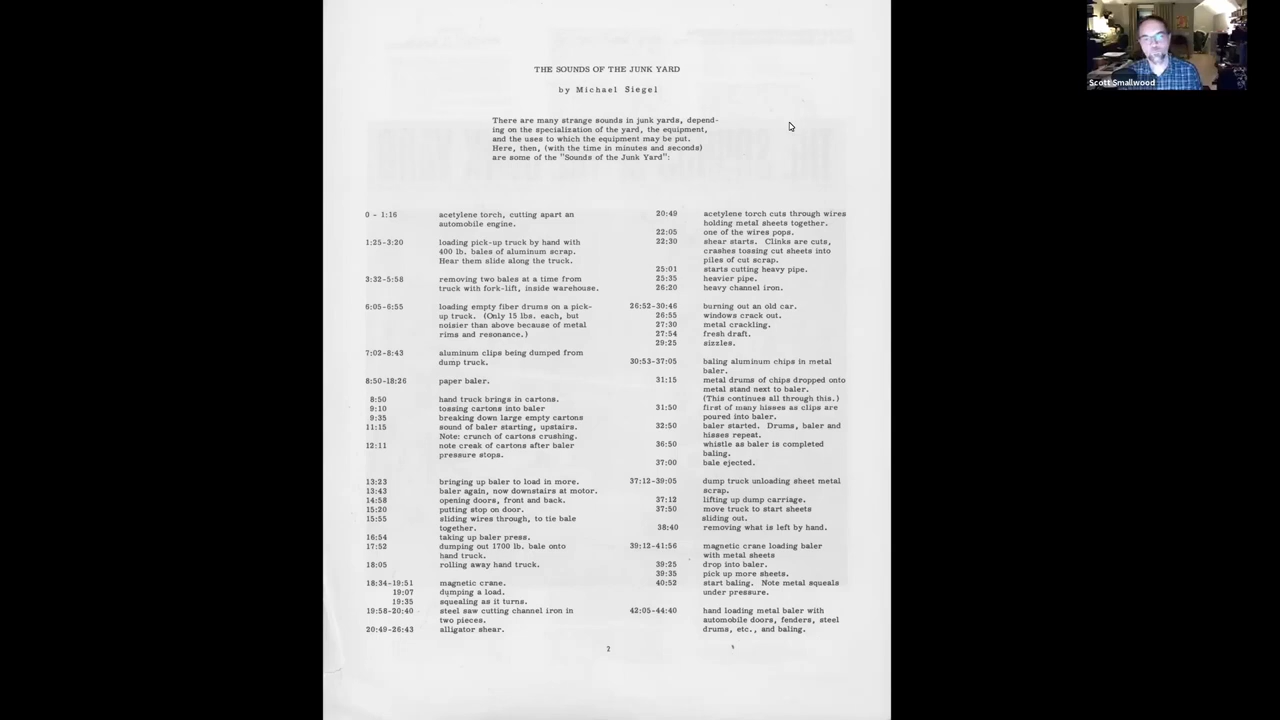 THE SOUNDS OF THE JUNK YARD
by Michael Siegel
There are many strange sounds in junk yards, depend-
ing on the specialization of the yard, the equipment,
and the uses to which the equipment may be put.
Here, then, (with the time in minutes and seconds)
are some of the "Sounds of the Junk Yard":
0 - 1:16 acetylene torch, cutting apart an
automobile engine.
1:25-3:20 loading pick-up truck by hand with
400 lb. bales of aluminum scrap.
Hear them slide along the truck.
3:32-5:58 removing two bales at a time from
truck with fork-lift, inside warehouse.
6:05-6:55 loading empty fiber drums on a pick-
up truck. (Only 15 lbs. each, but
noisier than above because of metal
rims and resonance.)
7:02-8:43 aluminum clips being dumped from
dump truck.
8:50-18:26 paper baler.
8:50 hand truck brings in cartons.
9:10 tossing cartons into baler
9:35 breaking down large empty cartons
11:15 sound of baler starting, upstairs.
Note: crunch of cartons crushing.
12:11 note creak of cartons after baler
pressure stops.
13:23 bringing up baler to load in more.
13:43 baler again, now downstairs at motor.
14:58 opening doors, front and back.
15:20 putting stop on door.
15:55 sliding wires through, to tie bale
together.
16:54 taking up baler press.
17:52 dumping out 1700 lb. bale onto
hand truck.
18:05 rolling away hand truck.
18:34-19:51 magnetic crane.
19:07 dumping a load.
19:35 squealing as it turns.
19:58-20:40 steel saw cutting channel iron in
two pieces.
20:49-26:43 alligator shear.
20:49 acetylene torch cuts through wires
holding metal sheets together.
22:05 one of the wires pops.
22:30 shear starts. Clinks are cuts,
crashes tossing cut sheets into
piles of cut scrap.
25:01 starts cutting heavy pipe.
25:35 heavier pipe.
26:20 heavy channel iron.
26:52-30:46 burning out an old car.
26:55 windows crack out.
27:30 metal crackling.
27:54 fresh draft.
29:25 sizzles.
30:53-37:05 baling aluminum chips in metal
baler.
31:15 metal drums of chips dropped onto
metal stand next to baler.
(This continues all through this.)
31:50 first of many hisses as clips are
poured into baler.
32:50 baler started. Drums, baler and
hisses repeat.
36:50 whistle as baler is completed
baling.
37:00 bale ejected.
37:12-39:05 dump truck unloading sheet metal
scrap.
37:12 lifting up dump carriage.
37:50 move truck to start sheets
sliding out.
38:40 removing what is left by hand.
39:12-41:56 magnetic crane loading baler
with metal sheets
39:25 drop into baler.
39:35 pick up more sheets.
40:52 start baling. Note metal squeals
under pressure.
42:05-44:40 hand loading metal baler with
automobile doors, fenders, steel
drums, etc., and baling.
2
Scott Smallwood